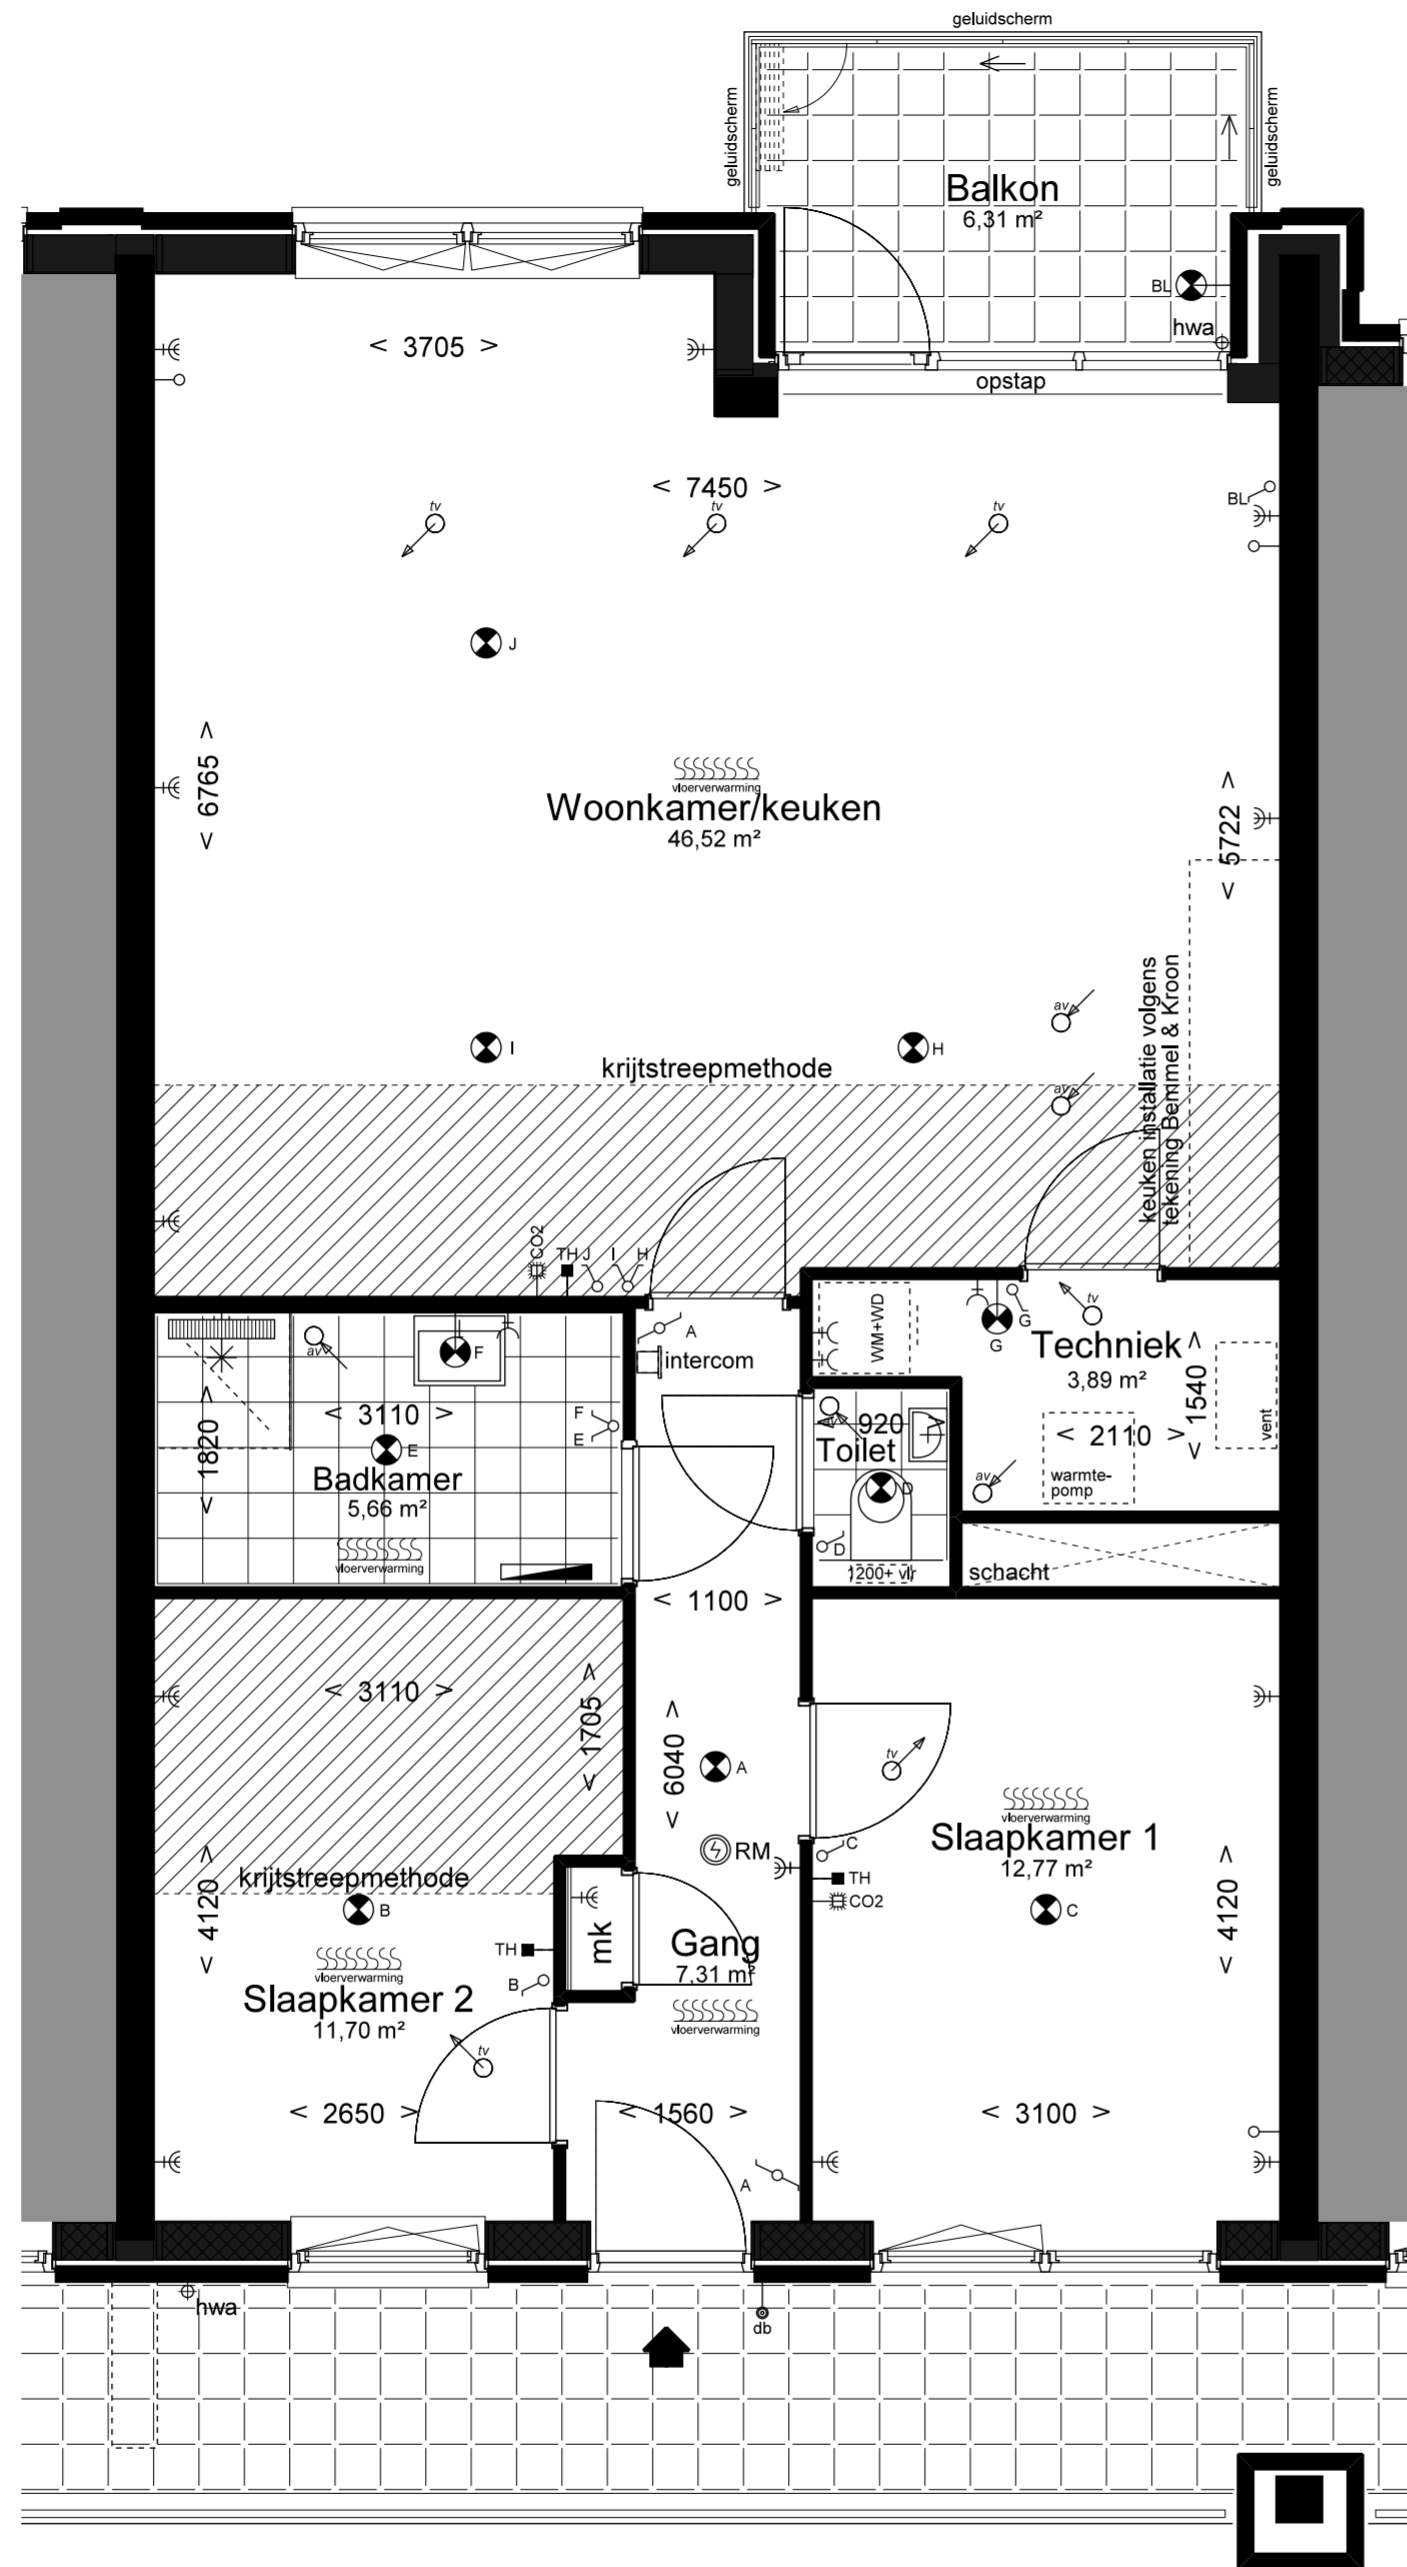 geluidscherm
geluidscherm
geluidscherm
Balkon
6,31 m²
BL
hwa
opstap
< 3705 >
< 7450 >
tv
tv
tv
BL
J
< 6765 >
vloerverwarming
Woonkamer/keuken
46,52 m²
< 5722 >
keuken installatie volgens
tekening Bemmel & Kroon
av
I
H
krijtstreepmethode
av
CO2
TH
J
I
H
A
intercom
WM+WD
G
G
tv
Techniek
3,89 m²
< 1540 >
< 2110 >
vent
warmte-
pomp
av
av
F
< 3110 >
F
E
E
< 1820 >
Badkamer
5,66 m²
vloerverwarming
av
920
Toilet
D
D
1200+ vlr
schacht
< 1100 >
< 3110 >
< 1705 >
< 6040 >
A
tv
RM
C
TH
CO2
vloerverwarming
Slaapkamer 1
12,77 m²
C
< 4120 >
krijtstreepmethode
< 4120 >
B
TH
B
mk
Gang
7,31 m²
vloerverwarming
vloerverwarming
Slaapkamer 2
11,70 m²
tv
< 2650 >
< 1560 >
< 3100 >
A
hwa
db